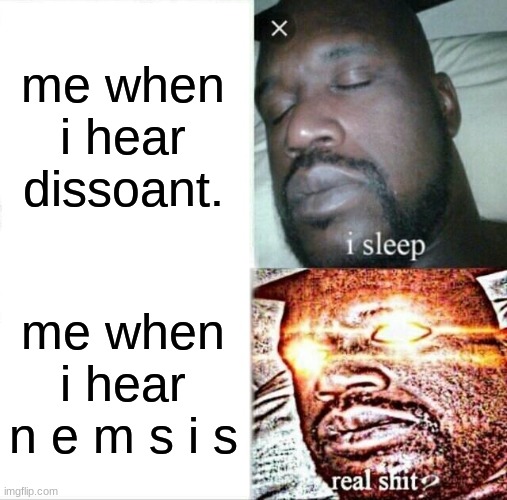 me when
i hear
dissoant.
i sleep
me when
i hear
n e m s i s
real shit?
imgflip.com